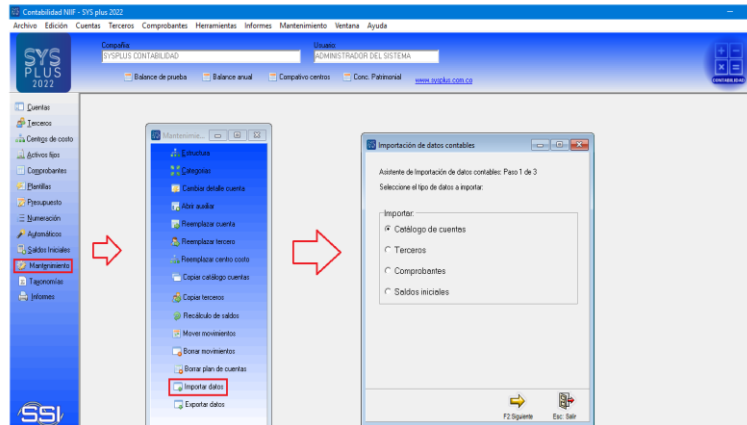 Contabilidad NIIF - SYS plus 2022
Archivo Edición Cuentas Terceros Comprobantes Herramientas Informes Mantenimiento Ventana Ayuda
SYS
PLUS
2022
Compañía
SYSPLUS CONTABILIDAD
Usuario
ADMINISTRADOR DEL SISTEMA
Balance de prueba Balance anual Compativo centros Conc. Patrimonial www.sysplus.com.co
CONTABILIDAD
Cuentas
Terceros
Centros de costo
Activos fijos
Comprobantes
Plantillas
Presupuesto
Numeración
Automáticos
Saldos Iniciales
Mantenimiento
Taxonomías
Informes
SSI
Mantenimie...
Estructura
Categorias
Cambiar detalle cuenta
Abrir auxiliar
Reemplazar cuenta
Reemplazar tercero
Reemplazar centro costo
Copiar catálogo cuentas
Copiar terceros
Recálculo de saldos
Mover movimientos
Borrar movimientos
Borrar plan de cuentas
Importar datos
Exportar datos
Importación de datos contables
Asistente de Importación de datos contables: Paso 1 de 3
Seleccione el tipo de datos a importar:
Importar:
Catálogo de cuentas
Terceros
Comprobantes
Saldos iniciales
F2:Siguiente Esc: Salir